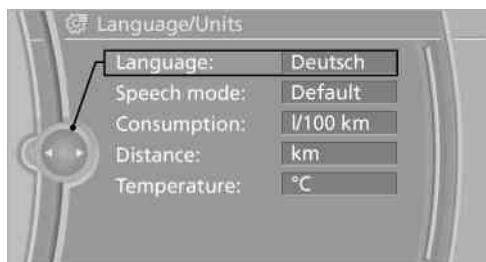 Language/Units
Language: Deutsch
Speech mode: Default
Consumption: l/100 km
Distance: km
Temperature: °C